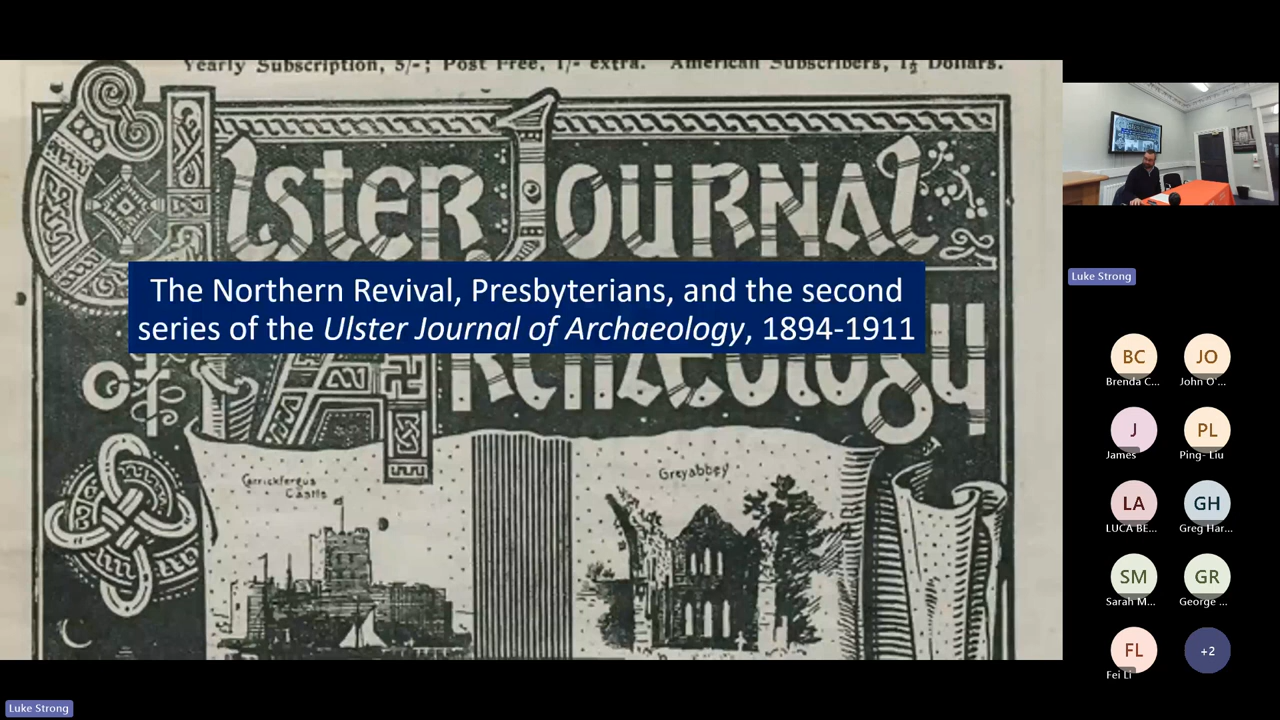 Yearly Subscription, 5/-; Post Free, 1/- extra. American Subscribers, 1½ Dollars.
Ulster Journal
The Northern Revival, Presbyterians, and the second
series of the Ulster Journal of Archaeology, 1894-1911
of Archæology
Carrickfergus
Castle
Greyabbey
Luke Strong
BC
JO
Brenda C...
John O'...
J
PL
James
Ping- Liu
LA
GH
LUCA BE...
Greg Har...
SM
GR
Sarah M...
George ...
FL
+2
Fei Li
Luke Strong